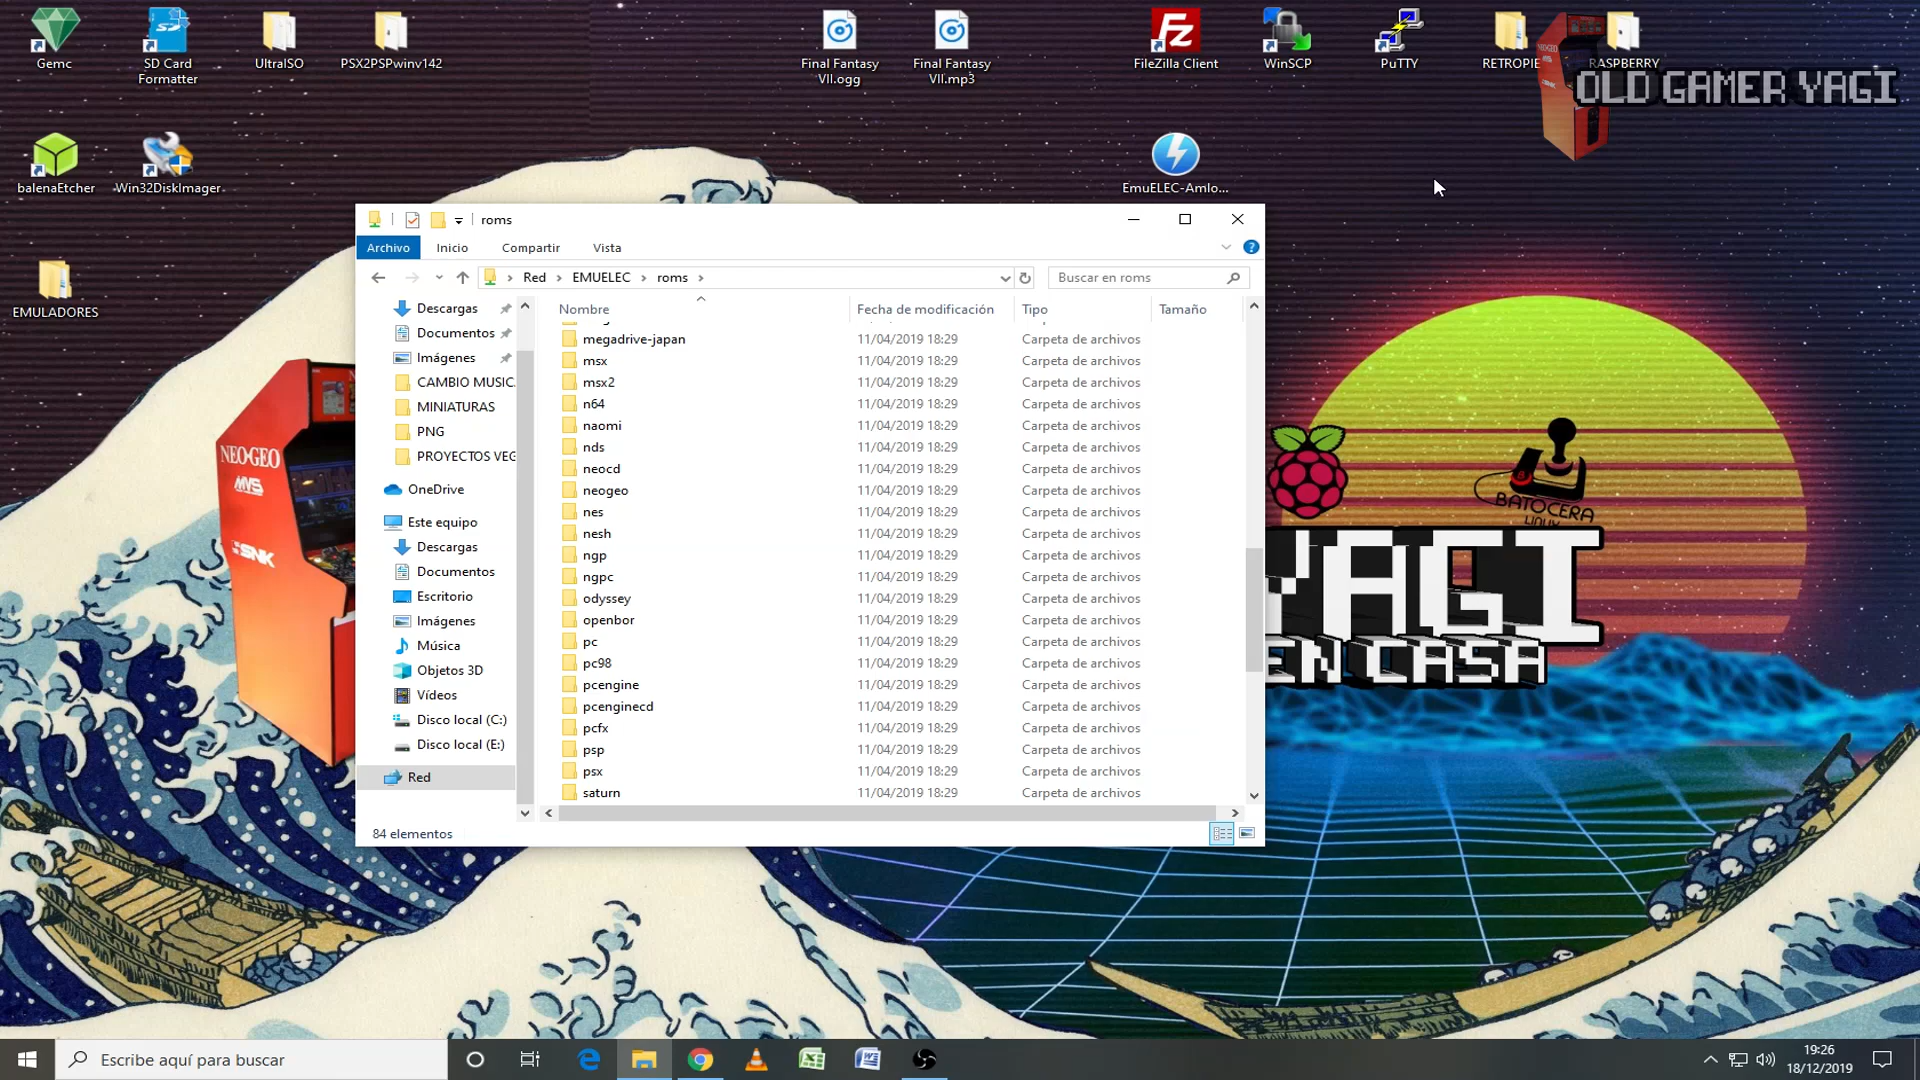 Gemc
SD Card
Formatter
UltraISO
PSX2PSPwinv142
Final Fantasy
VII.ogg
Final Fantasy
VII.mp3
FileZilla Client
WinSCP
PuTTY
RETROPIE
RASPBERRY
OLD GAMER YAGI
balenaEtcher
Win32DiskImager
EmuELEC-Amlo...
EMULADORES
roms
Archivo
Inicio
Compartir
Vista
Red
EMUELEC
roms
Buscar en roms
Nombre
Fecha de modificación
Tipo
Tamaño
Descargas
Documentos
Imágenes
CAMBIO MUSIC
MINIATURAS
PNG
PROYECTOS VEG
OneDrive
Este equipo
Descargas
Documentos
Escritorio
Imágenes
Música
Objetos 3D
Vídeos
Disco local (C:)
Disco local (E:)
Red
megadrive-japan 11/04/2019 18:29 Carpeta de archivos
msx 11/04/2019 18:29 Carpeta de archivos
msx2 11/04/2019 18:29 Carpeta de archivos
n64 11/04/2019 18:29 Carpeta de archivos
naomi 11/04/2019 18:29 Carpeta de archivos
nds 11/04/2019 18:29 Carpeta de archivos
neocd 11/04/2019 18:29 Carpeta de archivos
neogeo 11/04/2019 18:29 Carpeta de archivos
nes 11/04/2019 18:29 Carpeta de archivos
nesh 11/04/2019 18:29 Carpeta de archivos
ngp 11/04/2019 18:29 Carpeta de archivos
ngpc 11/04/2019 18:29 Carpeta de archivos
odyssey 11/04/2019 18:29 Carpeta de archivos
openbor 11/04/2019 18:29 Carpeta de archivos
pc 11/04/2019 18:29 Carpeta de archivos
pc98 11/04/2019 18:29 Carpeta de archivos
pcengine 11/04/2019 18:29 Carpeta de archivos
pcenginecd 11/04/2019 18:29 Carpeta de archivos
pcfx 11/04/2019 18:29 Carpeta de archivos
psp 11/04/2019 18:29 Carpeta de archivos
psx 11/04/2019 18:29 Carpeta de archivos
saturn 11/04/2019 18:29 Carpeta de archivos
84 elementos
NEO·GEO
MVS
SNK
BATOCERA
LINUX
YAGI
EN CASA
Escribe aquí para buscar
19:26
18/12/2019